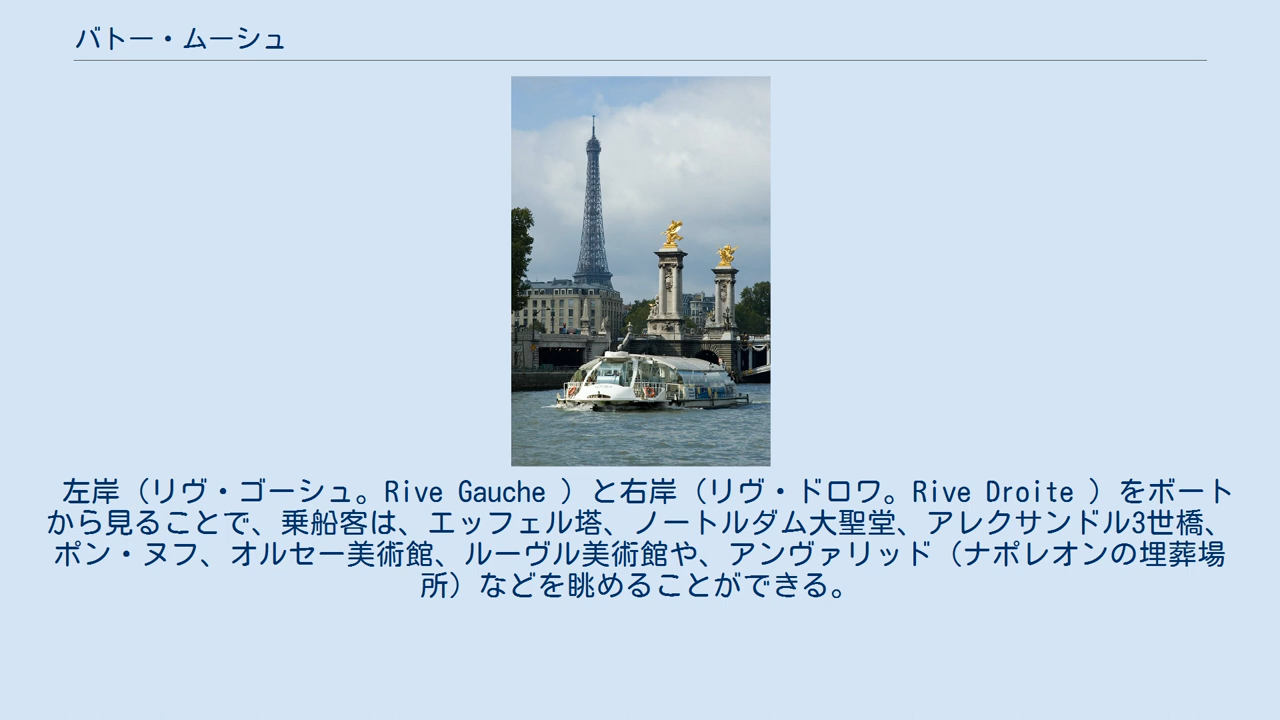 バトー・ムーシュ
左岸（リヴ・ゴーシュ。Rive Gauche ）と右岸（リヴ・ドロワ。Rive Droite ）をボート
から見ることで、乗船客は、エッフェル塔、ノートルダム大聖堂、アレクサンドル3世橋、
ポン・ヌフ、オルセー美術館、ルーヴル美術館や、アンヴァリッド（ナポレオンの埋葬場
所）などを眺めることができる。